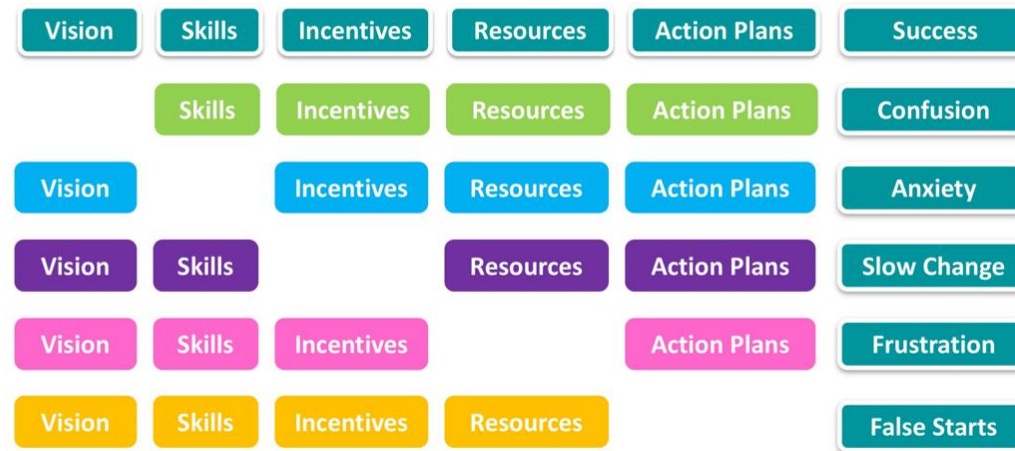 Vision Skills Incentives Resources Action Plans Success
Skills Incentives Resources Action Plans Confusion
Vision Incentives Resources Action Plans Anxiety
Vision Skills Resources Action Plans Slow Change
Vision Skills Incentives Action Plans Frustration
Vision Skills Incentives Resources False Starts